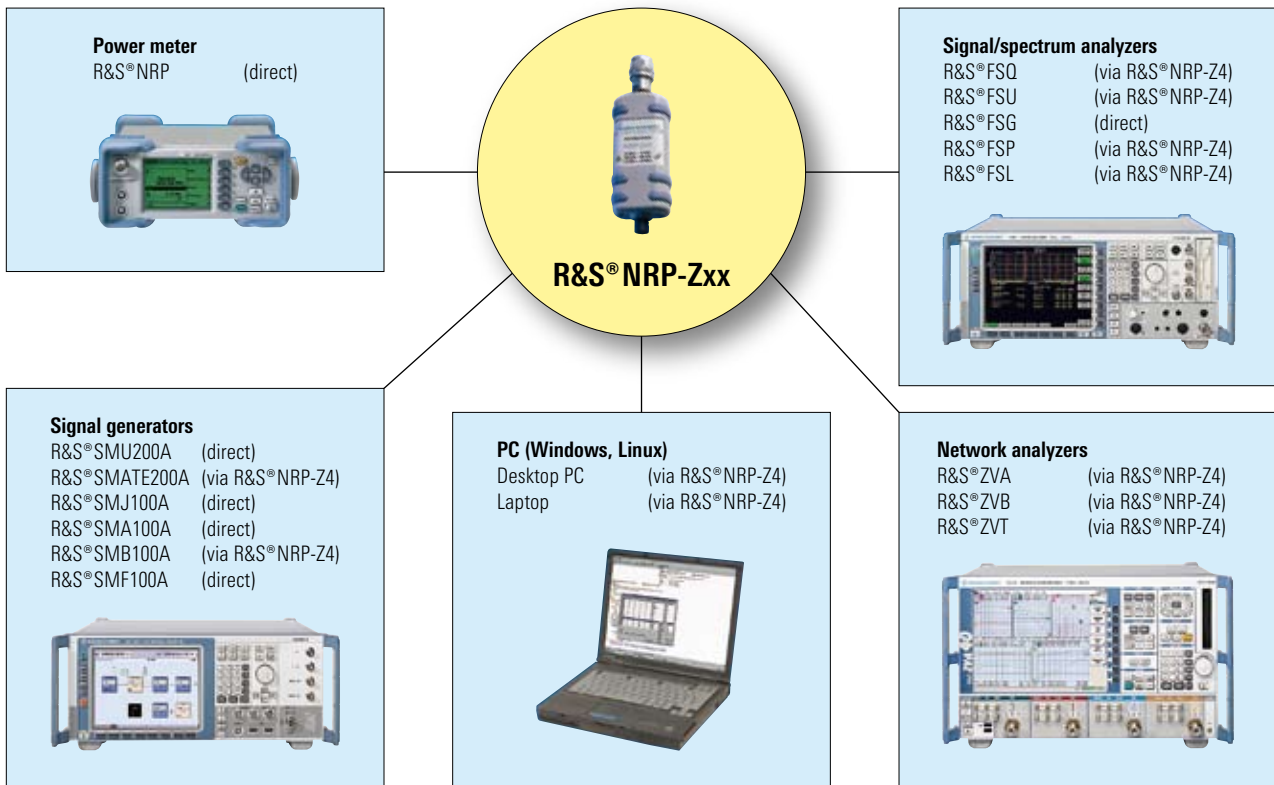 Power meter
R&S®NRP (direct)
R&S®NRP-Zxx
Signal/spectrum analyzers
R&S®FSQ (via R&S®NRP-Z4)
R&S®FSU (via R&S®NRP-Z4)
R&S®FSG (direct)
R&S®FSP (via R&S®NRP-Z4)
R&S®FSL (via R&S®NRP-Z4)
Signal generators
R&S®SMU200A (direct)
R&S®SMATE200A (via R&S®NRP-Z4)
R&S®SMJ100A (direct)
R&S®SMA100A (direct)
R&S®SMB100A (via R&S®NRP-Z4)
R&S®SMF100A (direct)
PC (Windows, Linux)
Desktop PC (via R&S®NRP-Z4)
Laptop (via R&S®NRP-Z4)
Network analyzers
R&S®ZVA (via R&S®NRP-Z4)
R&S®ZVB (via R&S®NRP-Z4)
R&S®ZVT (via R&S®NRP-Z4)